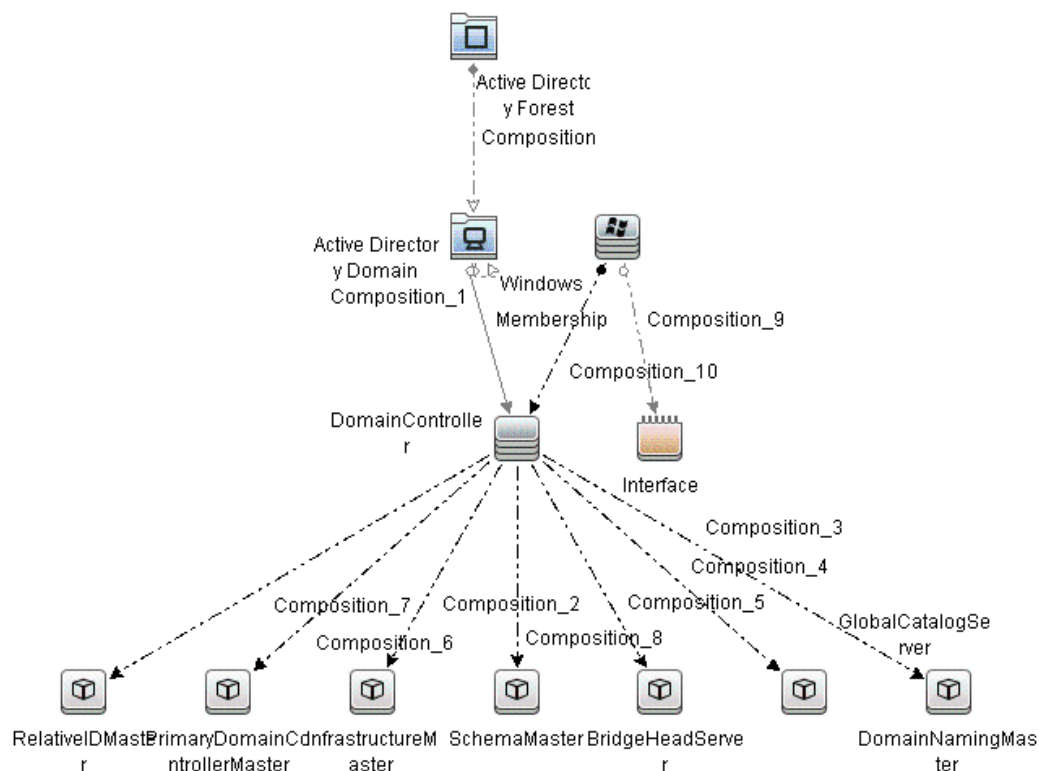 Active Directo
y Forest
Composition
Active Director
y Domain
Windows
Composition_1
Membership
Composition_9
Composition_10
DomainControlle
r
Interface
Composition_3
Composition_4
Composition_7
Composition_2
Composition_5
Composition_6
Composition_8
GlobalCatalogSe
rver
RelativeIDMaste
r
PrimaryDomainCo
ntrollerMaster
InfrastructureM
aster
SchemaMaster
BridgeHeadServe
r
DomainNamingMas
ter